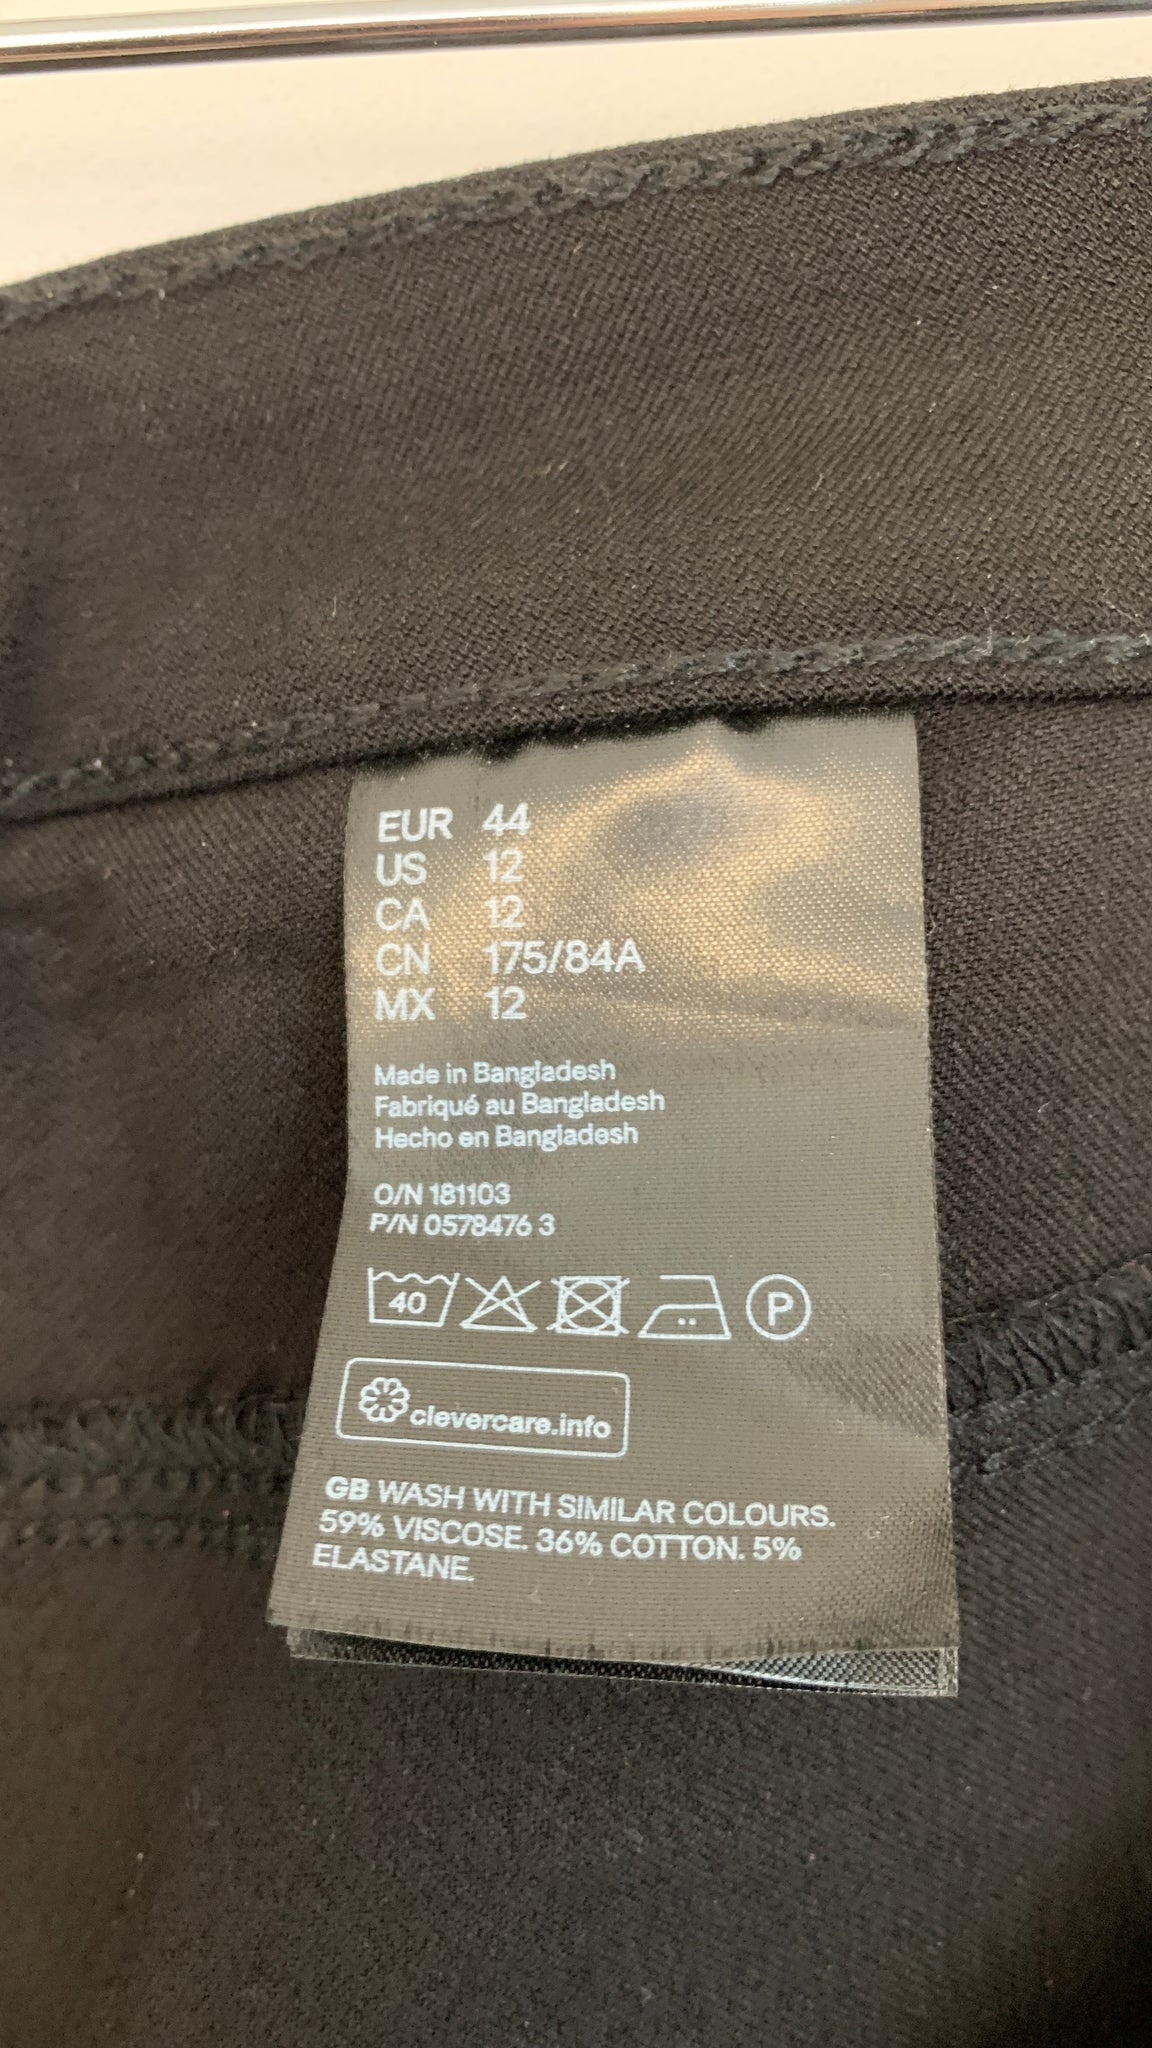 EUR 44
US 12
CA 12
CN 175/84A
MX 12
Made in Bangladesh
Fabriqué au Bangladesh
Hecho en Bangladesh
O/N 181103
P/N 0578476 3
40 P
clevercare.info
GB WASH WITH SIMILAR COLOURS.
59% VISCOSE. 36% COTTON. 5%
ELASTANE.